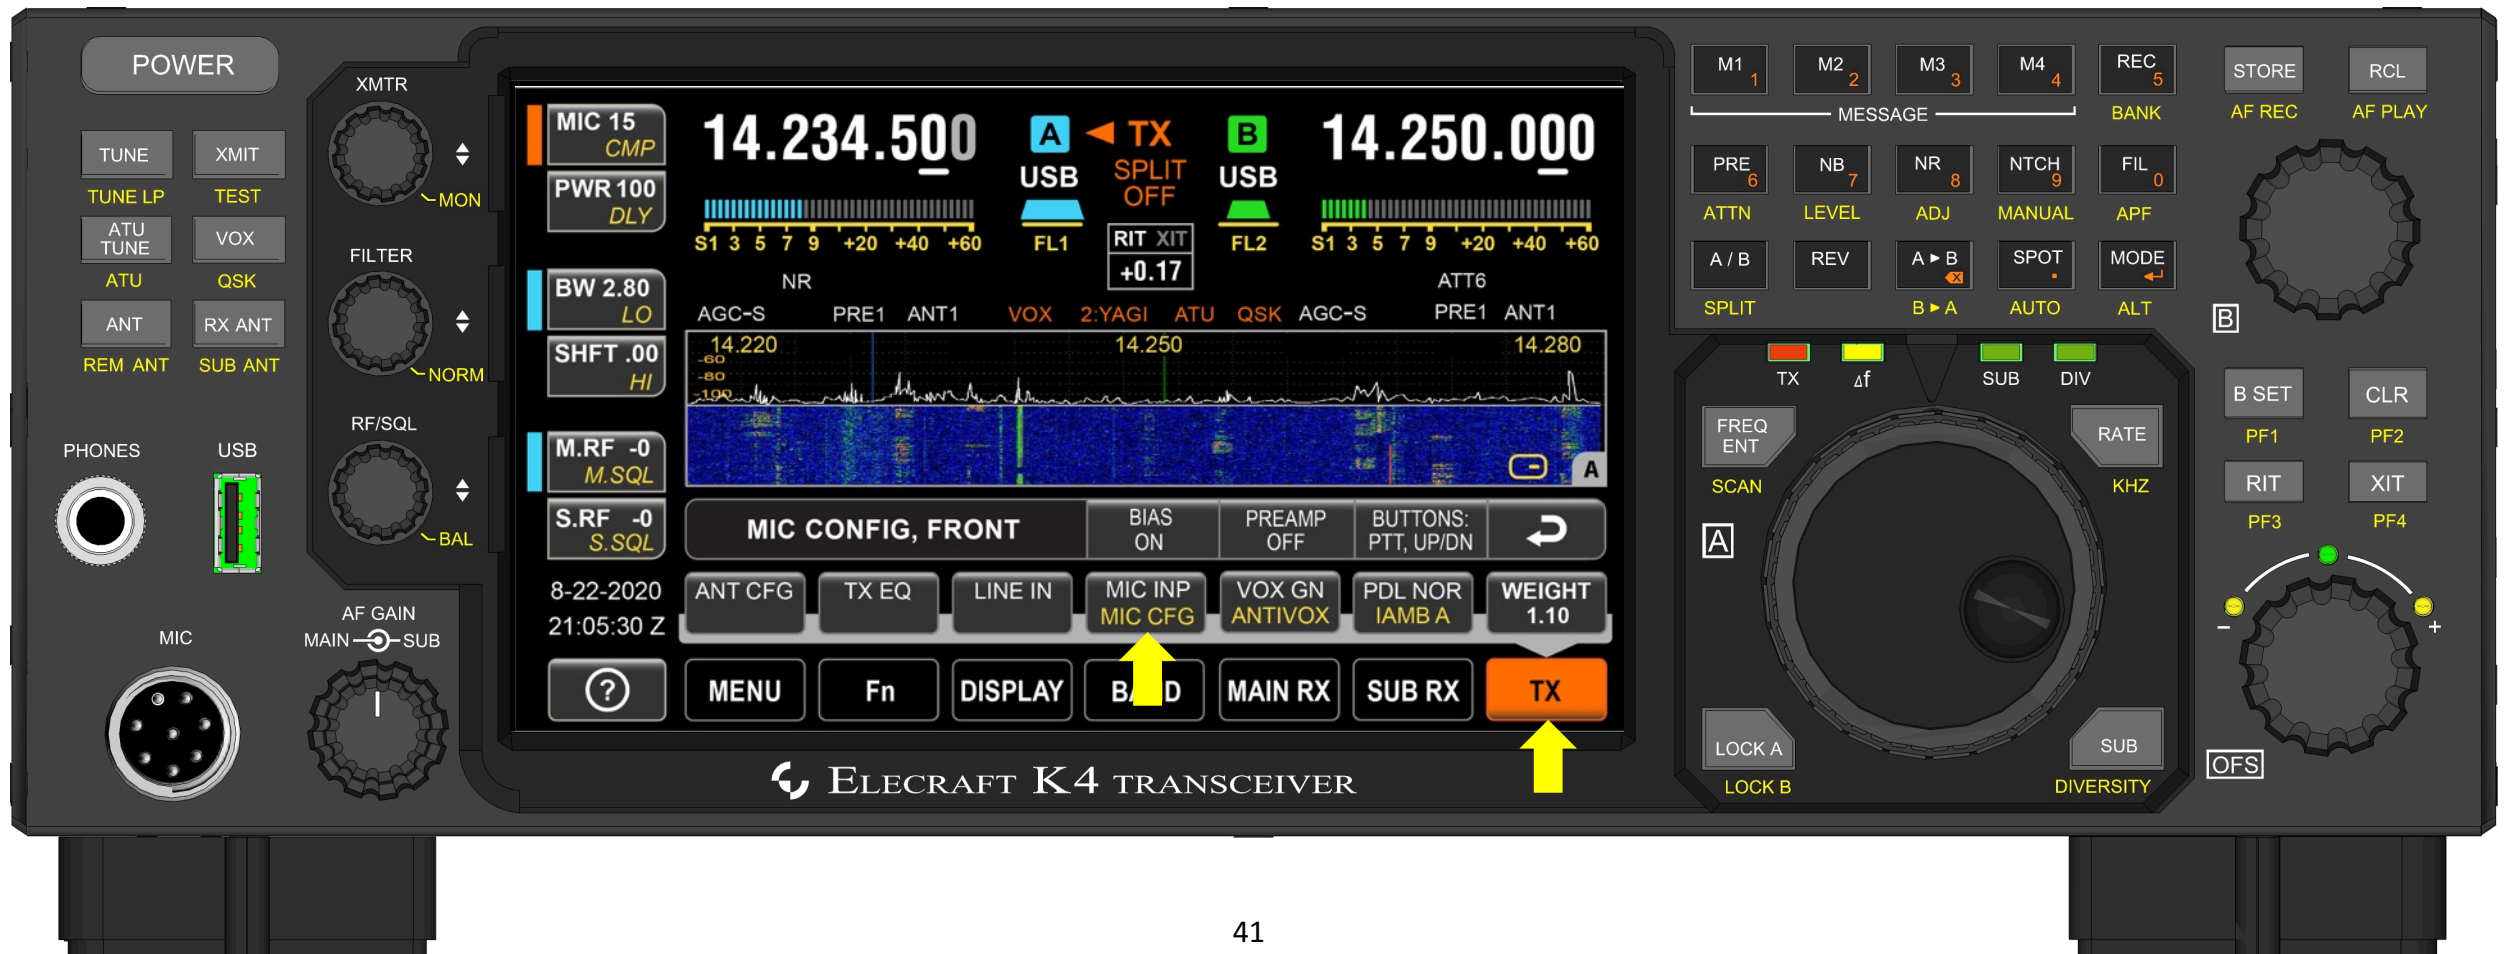 POWER
TUNE
XMIT
TUNE LP
TEST
ATU
TUNE
VOX
ATU
QSK
ANT
RX ANT
REM ANT
SUB ANT
PHONES
USB
MIC
XMTR
MON
FILTER
NORM
RF/SQL
BAL
AF GAIN
MAIN
SUB
MIC 15
CMP
PWR 100
DLY
BW 2.80
LO
SHFT .00
HI
M.RF -0
M.SQL
S.RF -0
S.SQL
8-22-2020
21:05:30 Z
?
14.234.500
A
TX
B
14.250.000
USB
SPLIT
OFF
USB
S1 3 5 7 9 +20 +40 +60
FL1
RIT XIT
+0.17
FL2
S1 3 5 7 9 +20 +40 +60
NR
ATT6
AGC-S
PRE1
ANT1
VOX
2:YAGI
ATU
QSK
AGC-S
PRE1
ANT1
14.220
14.250
14.280
-60
-80
-100
A
MIC CONFIG, FRONT
BIAS
ON
PREAMP
OFF
BUTTONS:
PTT, UP/DN
ANT CFG
TX EQ
LINE IN
MIC INP
MIC CFG
VOX GN
ANTIVOX
PDL NOR
IAMB A
WEIGHT
1.10
MENU
Fn
DISPLAY
MAIN RX
SUB RX
TX
ELECRAFT K4 TRANSCEIVER
M1 1
M2 2
M3 3
M4 4
REC 5
MESSAGE
BANK
PRE 6
NB 7
NR 8
NTCH 9
FIL 0
ATTN
LEVEL
ADJ
MANUAL
APF
A / B
REV
A ► B
SPOT .
MODE
SPLIT
B ► A
AUTO
ALT
STORE
RCL
AF REC
AF PLAY
B
TX
Δf
SUB
DIV
FREQ
ENT
RATE
SCAN
KHZ
A
LOCK A
SUB
LOCK B
DIVERSITY
B SET
CLR
PF1
PF2
RIT
XIT
PF3
PF4
−
+
OFS
41